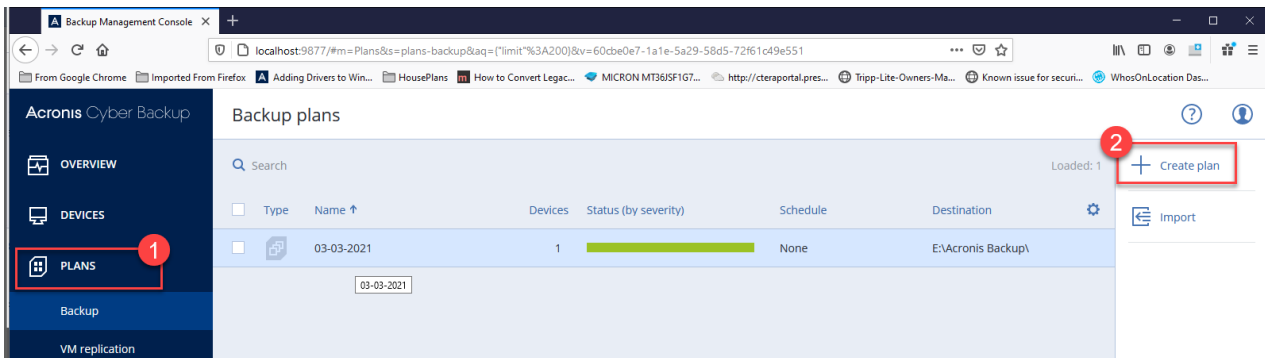 Backup Management Console
localhost:9877/#m=Plans&s=plans-backup&aq={"limit"%3A200}&v=60cbe0e7-1a1e-5a29-58d5-72f61c49e551
From Google Chrome Imported From Firefox Adding Drivers to Win... HousePlans How to Convert Legac... MICRON MT36JSF1G7... http://cteraportal.pres... Tripp-Lite-Owners-Ma... Known issue for securi... WhosOnLocation Das...
Acronis Cyber Backup
Backup plans
2
OVERVIEW
Search
Loaded: 1
Create plan
DEVICES
Type Name Devices Status (by severity) Schedule Destination
Import
1
PLANS
03-03-2021 1 None E:\Acronis Backup\
03-03-2021
Backup
VM replication